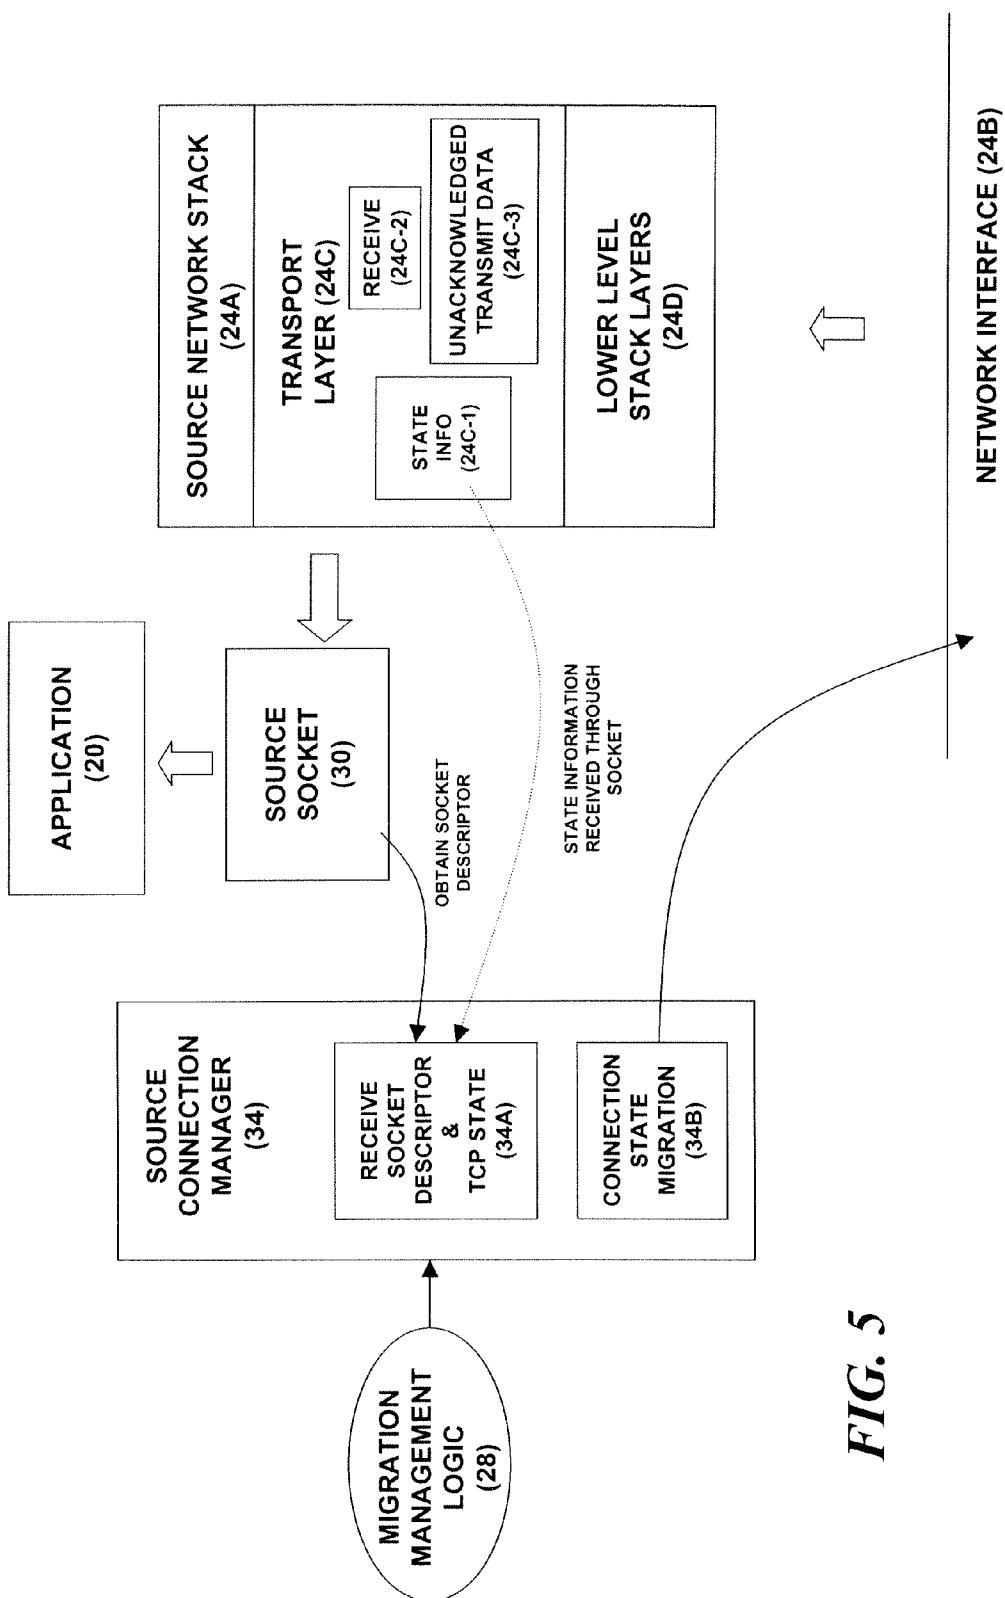 APPLICATION
(20)
SOURCE NETWORK STACK
(24A)
SOURCE
CONNECTION
MANAGER
(34)
SOURCE
SOCKET
(30)
TRANSPORT
LAYER (24C)
RECEIVE
(24C-2)
MIGRATION
MANAGEMENT
LOGIC
(28)
RECEIVE
SOCKET
DESCRIPTOR
&
TCP STATE
(34A)
OBTAIN SOCKET
DESCRIPTOR
STATE
INFO
(24C-1)
UNACKNOWLEDGED
TRANSMIT DATA
(24C-3)
STATE INFORMATION
RECEIVED THROUGH
SOCKET
CONNECTION
STATE
MIGRATION
(34B)
LOWER LEVEL
STACK LAYERS
(24D)
NETWORK INTERFACE (24B)
FIG. 5